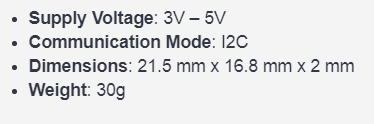 Supply Voltage: 3V – 5V
Communication Mode: I2C
Dimensions: 21.5 mm x 16.8 mm x 2 mm
Weight: 30g